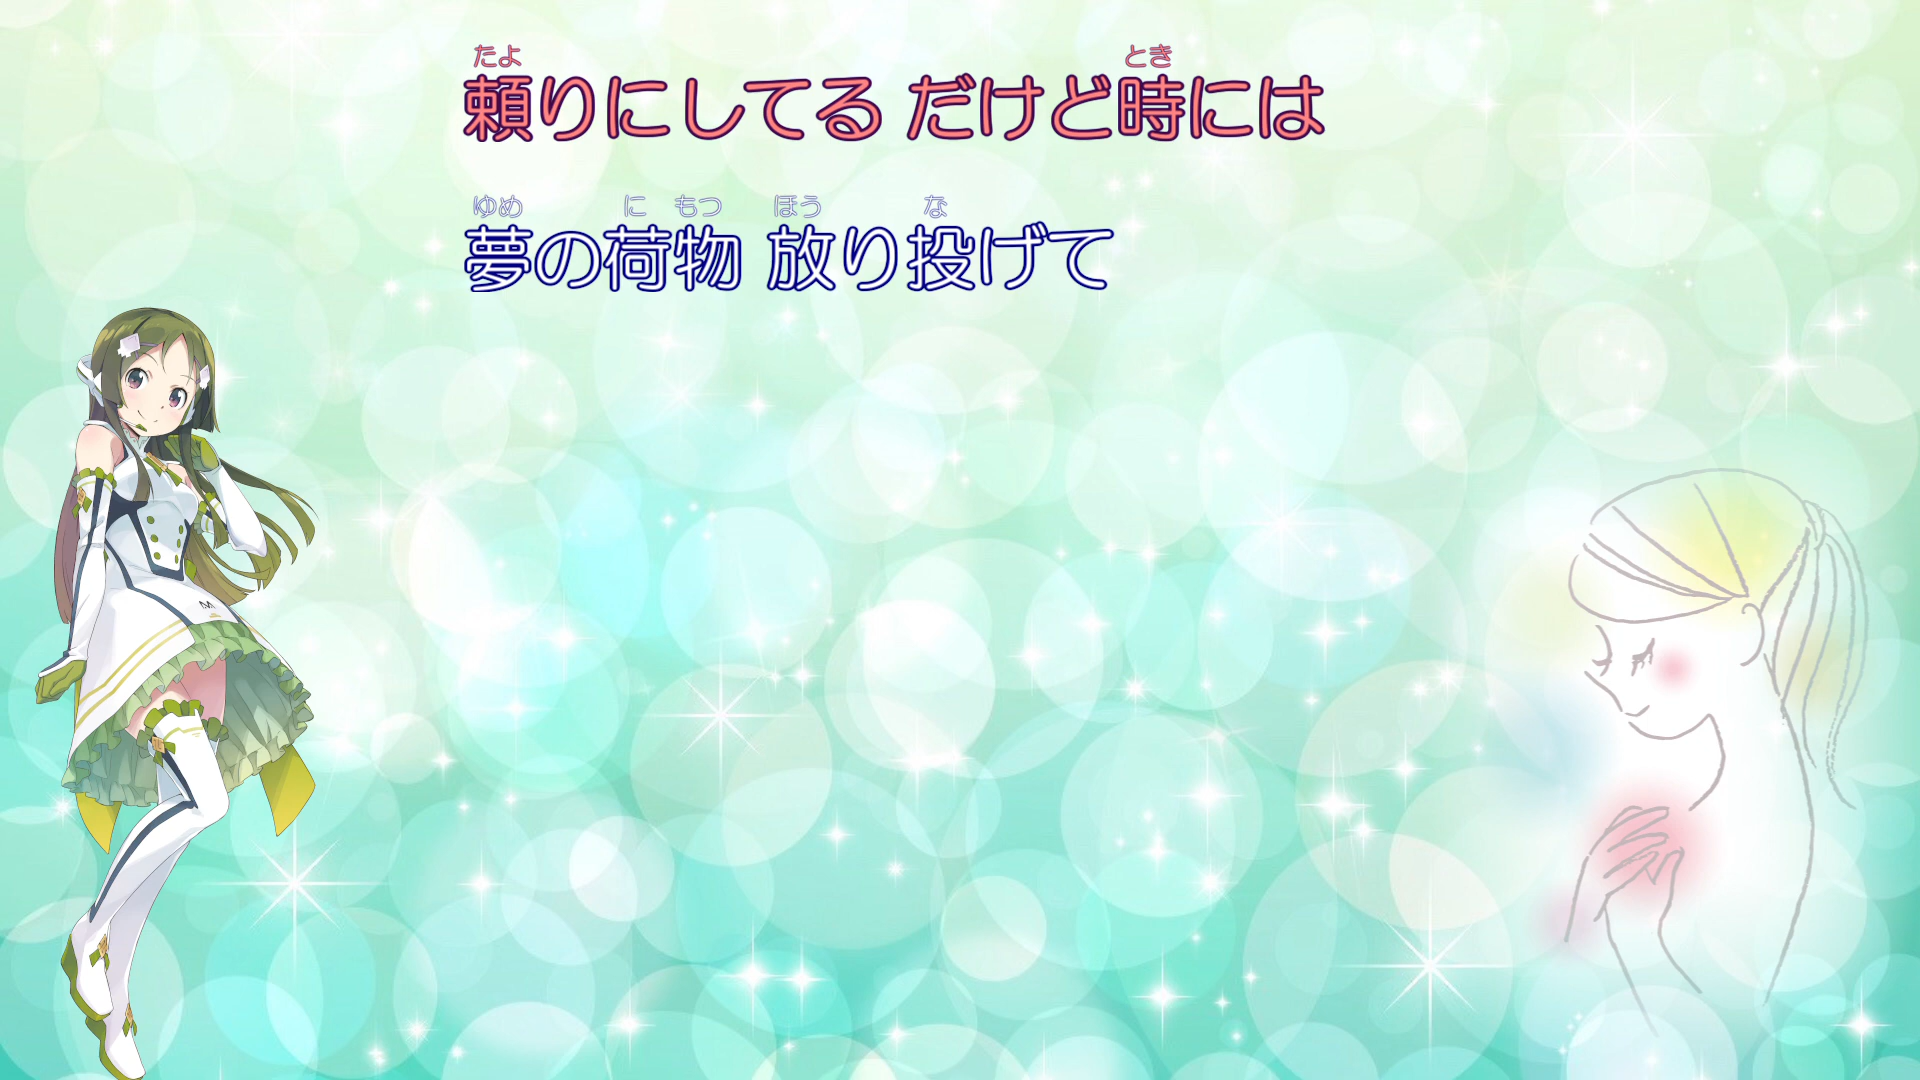 たよ とき
頼りにしてる だけど時には
ゆめ に もつ ほう な
夢の荷物 放り投げて